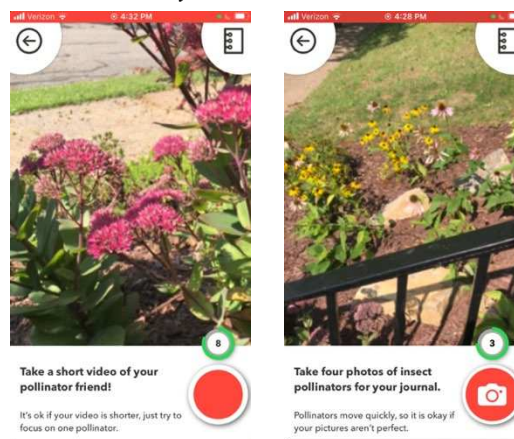 Verizon 4:32 PM
8
Take a short video of your
pollinator friend!
It's ok if your video is shorter, just try to
focus on one pollinator.
Verizon 4:28 PM
3
Take four photos of insect
pollinators for your journal.
Pollinators move quickly, so it is okay if
your pictures aren't perfect.